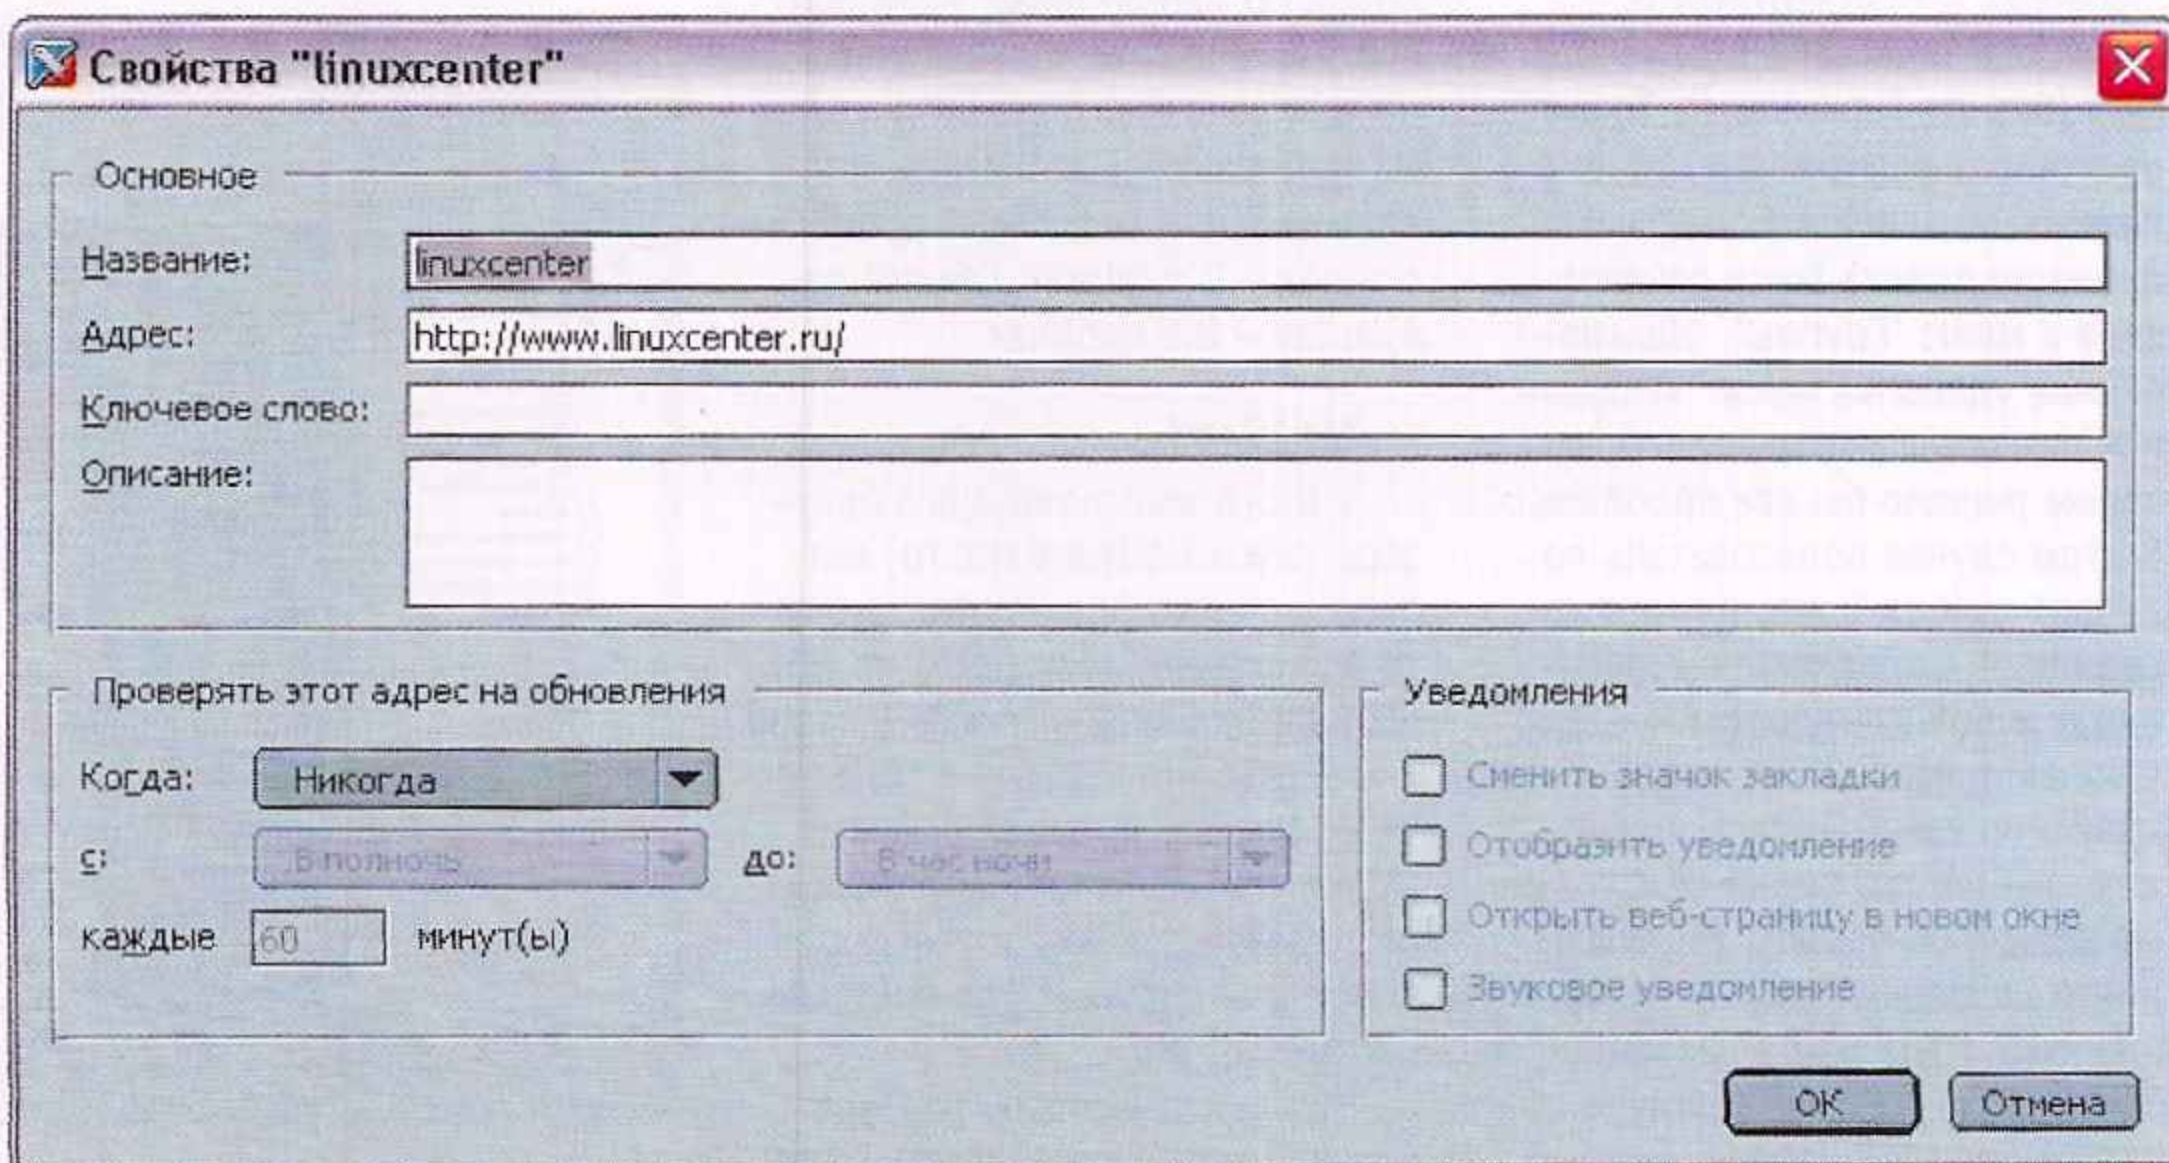 Свойства "linuxcenter"
Основное
Название: linuxcenter
Адрес: http://www.linuxcenter.ru/
Ключевое слово:
Описание:
Проверять этот адрес на обновления
Когда: Никогда
с: В полночь до: В час ночи
каждые 60 минут(ы)
Уведомления
Сменить значок закладки
Отобразить уведомление
Открыть веб-страницу в новом окне
Звуковое уведомление
OK Отмена